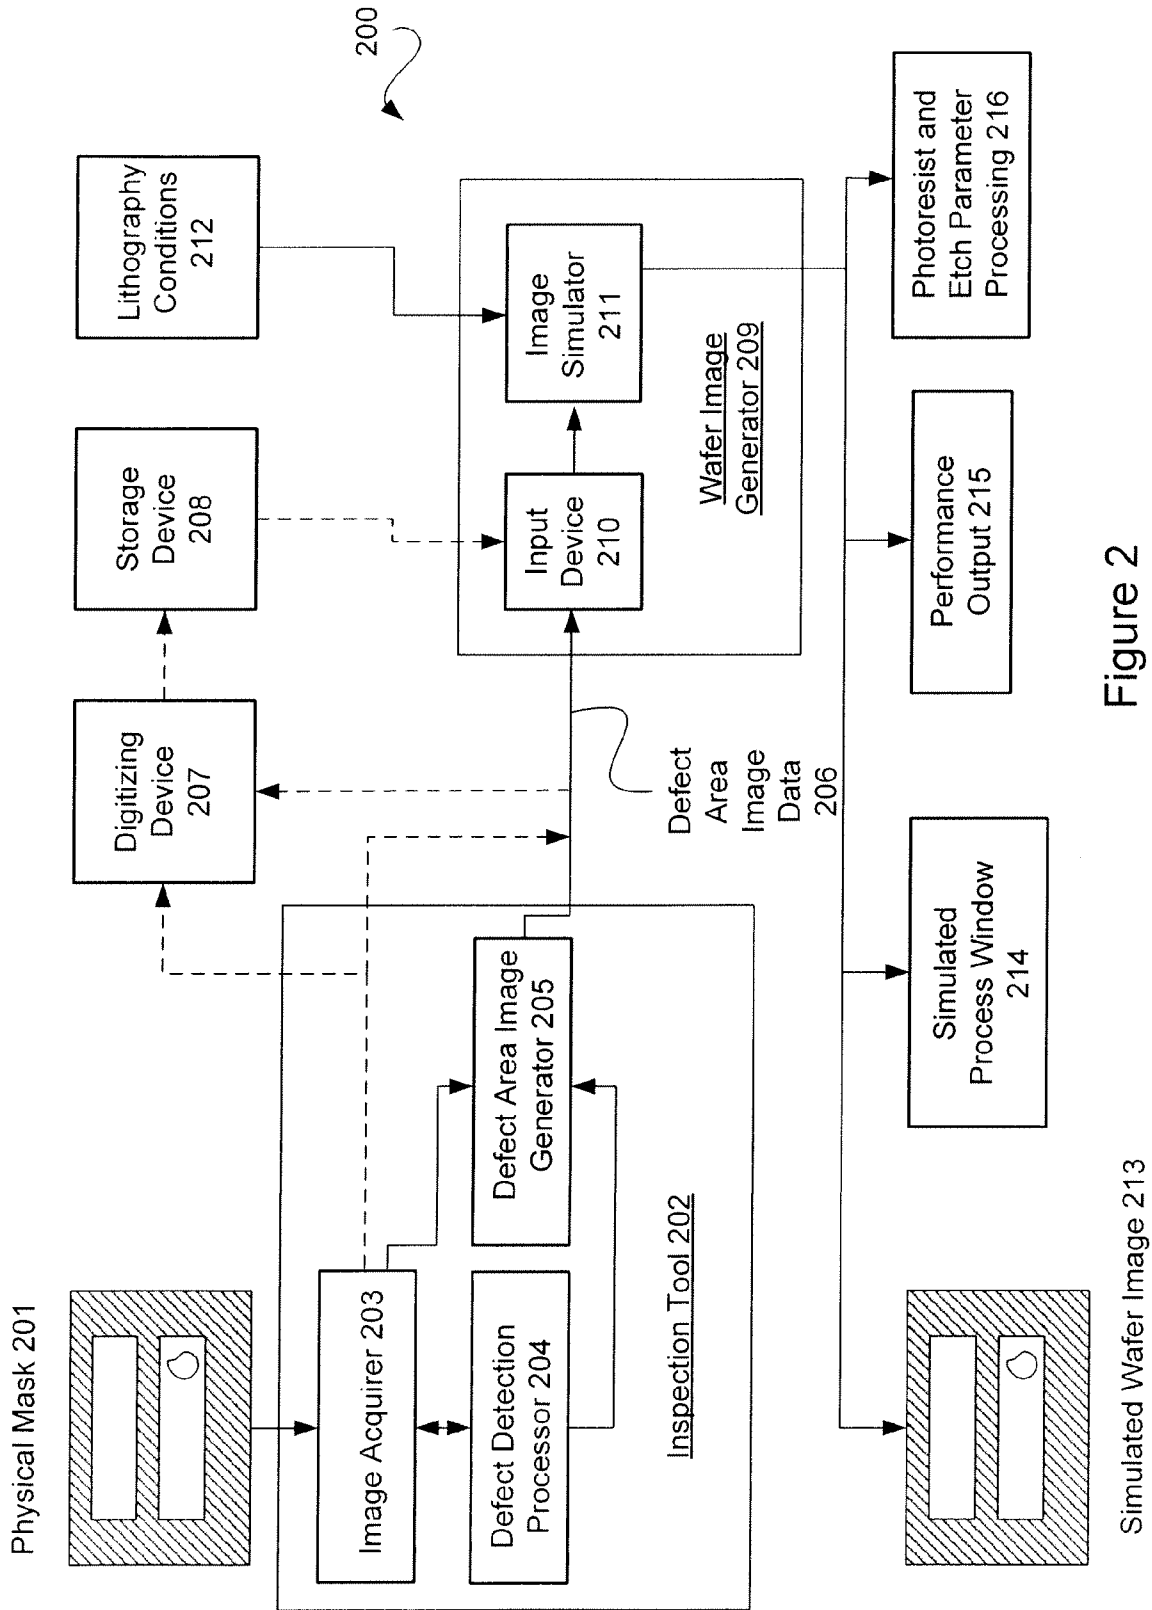 200
Physical Mask 201
Digitizing
Device
207
Storage
Device
208
Lithography
Conditions
212
Image Acquirer 203
Defect Detection
Processor 204
Defect Area Image
Generator 205
Inspection Tool 202
Defect
Area
Image
Data
206
Input
Device
210
Image
Simulator
211
Wafer Image
Generator 209
Simulated Wafer Image 213
Simulated
Process Window
214
Performance
Output 215
Photoresist and
Etch Parameter
Processing 216
Figure 2